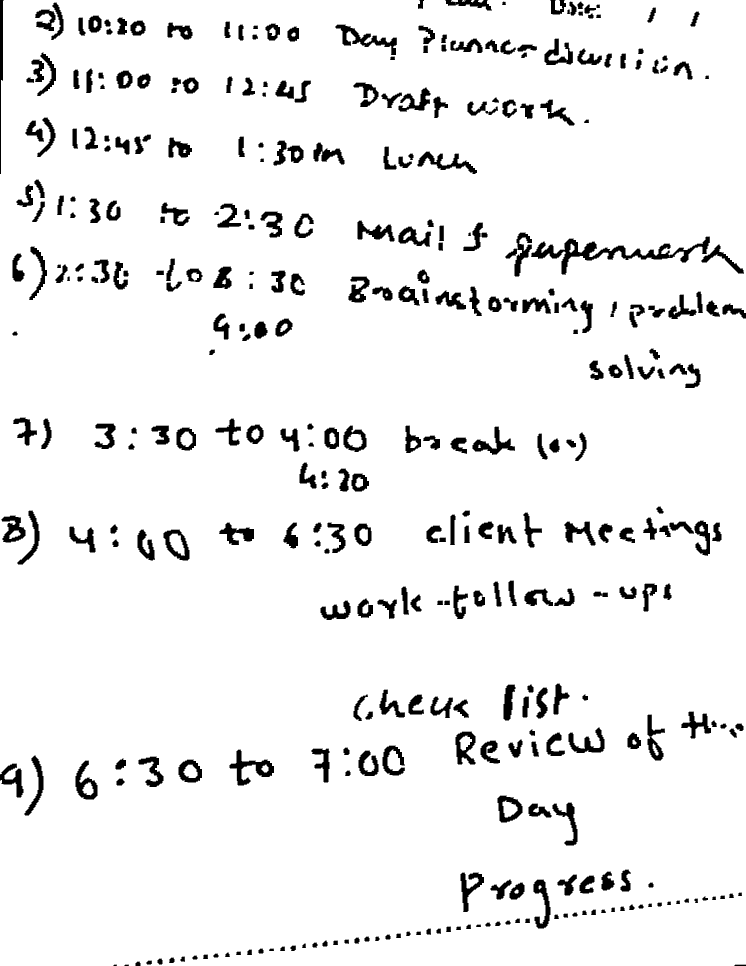 Date: / /
2) 10:30 to 11:00 Day Planner discussion.
3) 11:00 to 12:45 Draft work.
4) 12:45 to 1:30 Lunch
5) 1:30 to 2:30 Mail & paperwork
6) 2:30 to 3:30 Brainstorming, problem
4:00
solving
7) 3:30 to 4:00 break (or)
4:20
8) 4:00 to 6:30 client Meetings
work-follow-ups
Check list.
9) 6:30 to 7:00 Review of the
Day
Progress.